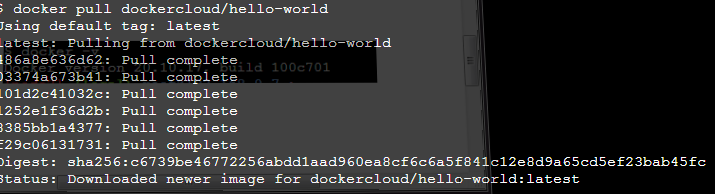 $ docker pull dockercloud/hello-world
Using default tag: latest
latest: Pulling from dockercloud/hello-world
486a8e636d62: Pull complete
03374a673b41: Pull complete
101d2c41032c: Pull complete
1252e1f36d2b: Pull complete
8385bb1a4377: Pull complete
f29c06131731: Pull complete
Digest: sha256:c6739be46772256abdd1aad960ea8cf6c6a5f841c12e8d9a65cd5ef23bab45fc
Status: Downloaded newer image for dockercloud/hello-world:latest